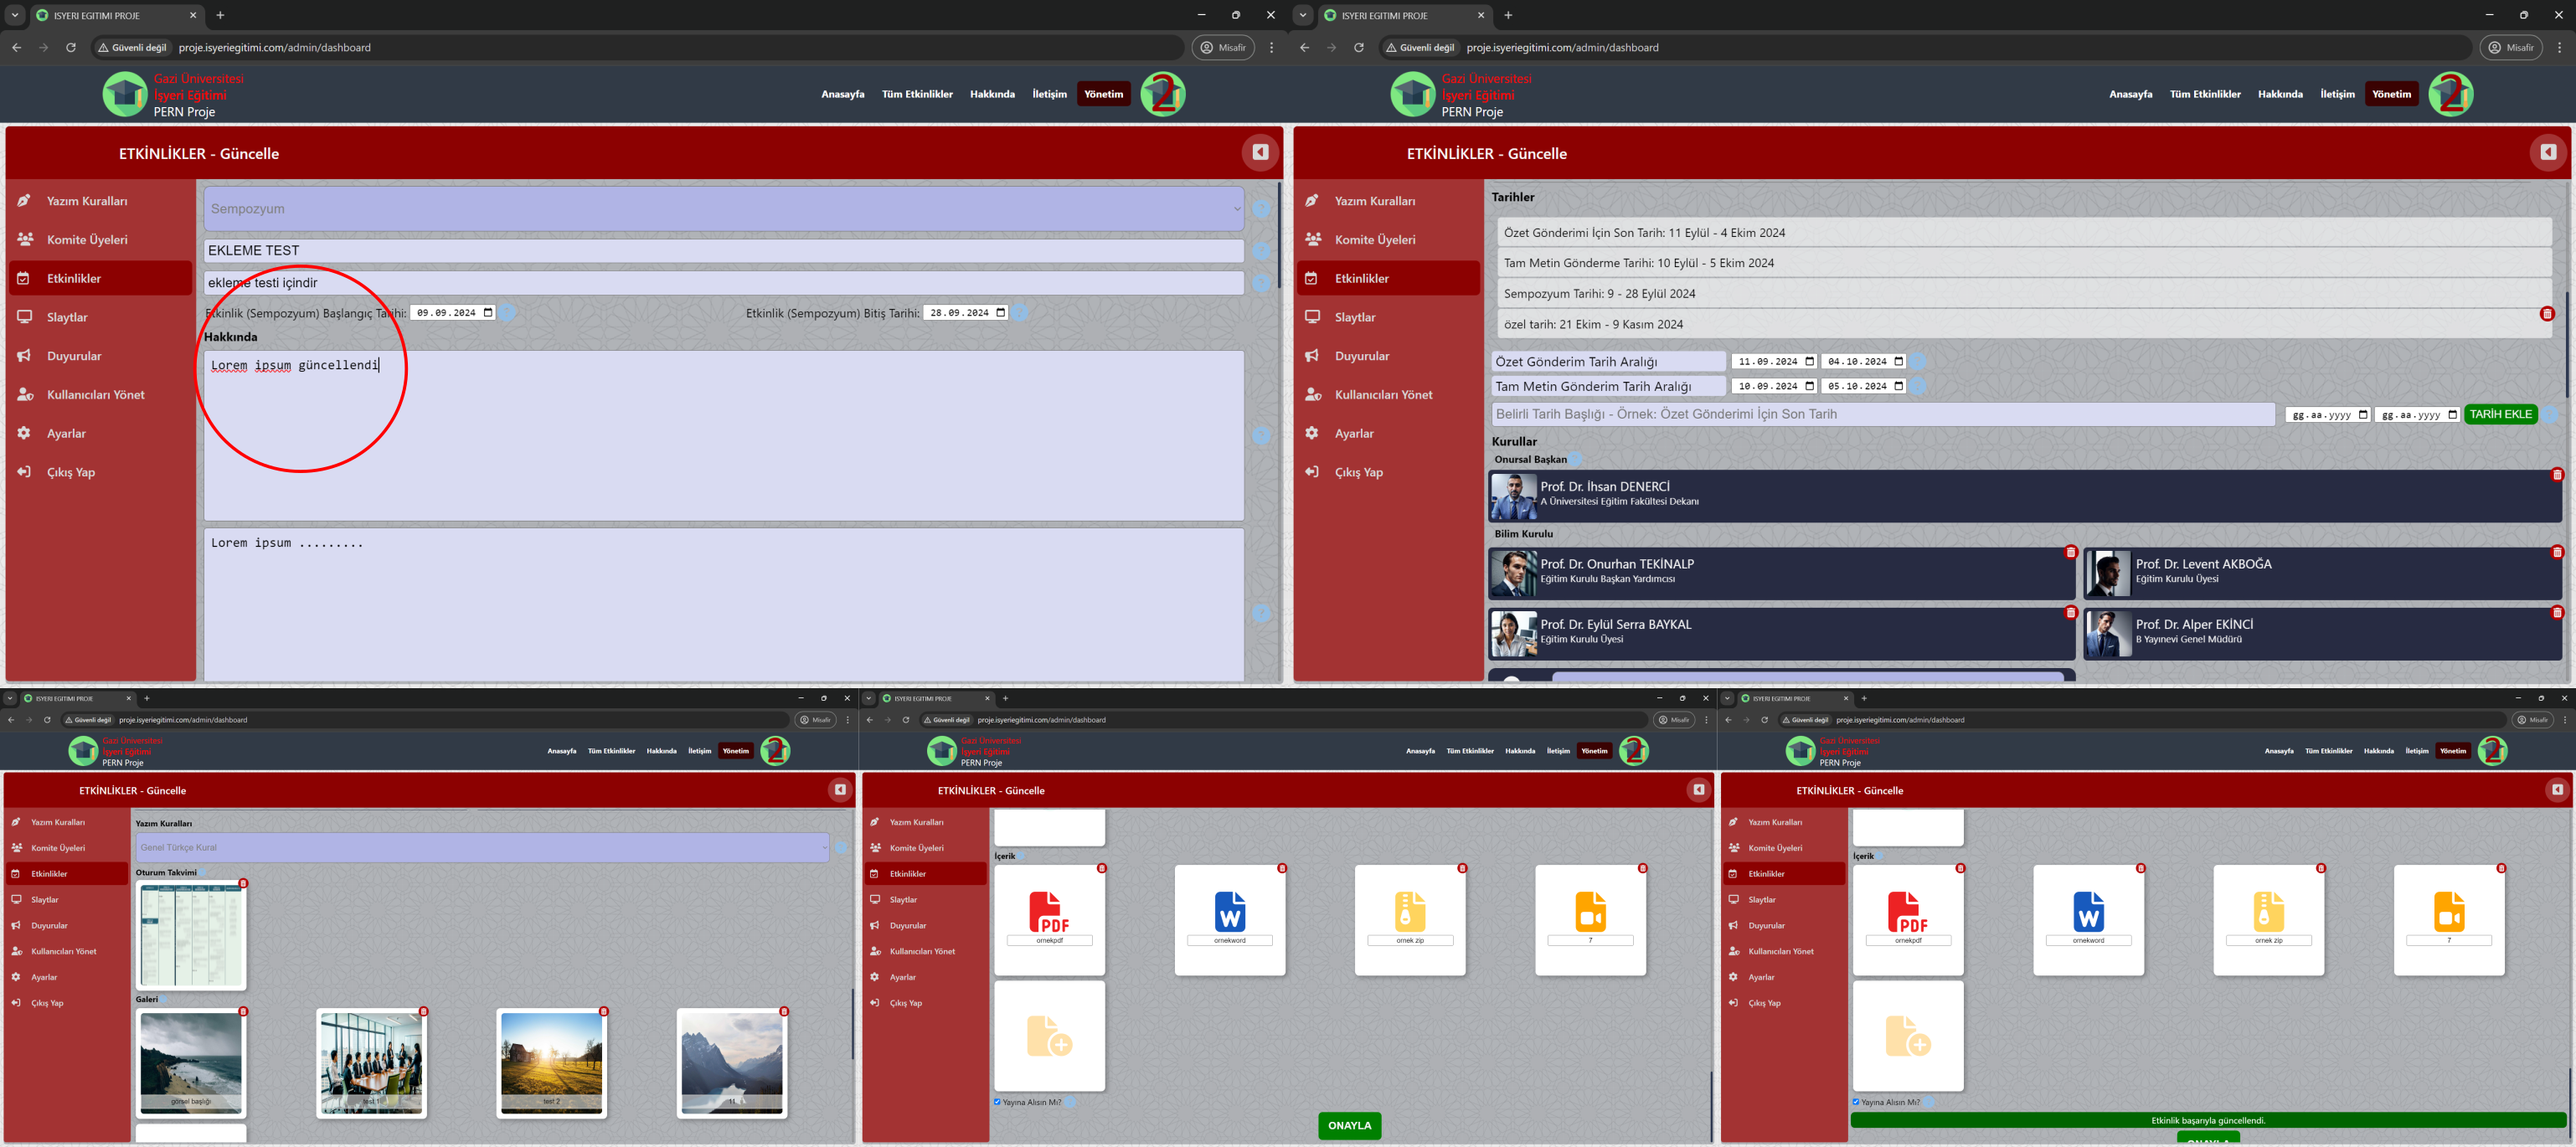 ISYERI EGITIMI PROJE
Güvenli değil proje.isyeriegitimi.com/admin/dashboard Misafir
Gazi Üniversitesi
İşyeri Eğitimi
PERN Proje
Anasayfa Tüm Etkinlikler Hakkında İletişim Yönetim 2
ETKİNLİKLER - Güncelle
Yazım Kuralları
Komite Üyeleri
Etkinlikler
Slaytlar
Duyurular
Kullanıcıları Yönet
Ayarlar
Çıkış Yap
Sempozyum
EKLEME TEST
ekleme testi içindir
Etkinlik (Sempozyum) Başlangıç Tarihi: 09.09.2024 Etkinlik (Sempozyum) Bitiş Tarihi: 28.09.2024
Hakkında
Lorem ipsum güncellendi
Lorem ipsum .........
ISYERI EGITIMI PROJE
Güvenli değil proje.isyeriegitimi.com/admin/dashboard Misafir
Gazi Üniversitesi
İşyeri Eğitimi
PERN Proje
Anasayfa Tüm Etkinlikler Hakkında İletişim Yönetim 2
ETKİNLİKLER - Güncelle
Yazım Kuralları
Komite Üyeleri
Etkinlikler
Slaytlar
Duyurular
Kullanıcıları Yönet
Ayarlar
Çıkış Yap
Tarihler
Özet Gönderimi İçin Son Tarih: 11 Eylül - 4 Ekim 2024
Tam Metin Gönderme Tarihi: 10 Eylül - 5 Ekim 2024
Sempozyum Tarihi: 9 - 28 Eylül 2024
özel tarih: 21 Ekim - 9 Kasım 2024
Özet Gönderim Tarih Aralığı 11.09.2024 04.10.2024
Tam Metin Gönderim Tarih Aralığı 10.09.2024 05.10.2024
Belirli Tarih Başlığı - Örnek: Özet Gönderimi İçin Son Tarih gg.aa.yyyy gg.aa.yyyy TARİH EKLE
Kurullar
Onursal Başkan
Prof. Dr. İhsan DENERCİ
A Üniversitesi Eğitim Fakültesi Dekanı
Bilim Kurulu
Prof. Dr. Onurhan TEKİNALP
Eğitim Kurulu Başkan Yardımcısı
Prof. Dr. Levent AKBOĞA
Eğitim Kurulu Üyesi
Prof. Dr. Eylül Serra BAYKAL
Eğitim Kurulu Üyesi
Prof. Dr. Alper EKİNCİ
B Yayınevi Genel Müdürü
ISYERI EGITIMI PROJE
Güvenli değil proje.isyeriegitimi.com/admin/dashboard Misafir
Gazi Üniversitesi
İşyeri Eğitimi
PERN Proje
Anasayfa Tüm Etkinlikler Hakkında İletişim Yönetim 2
ETKİNLİKLER - Güncelle
Yazım Kuralları
Komite Üyeleri
Etkinlikler
Slaytlar
Duyurular
Kullanıcıları Yönet
Ayarlar
Çıkış Yap
Yazım Kuralları
Genel Türkçe Kural
Oturum Takvimi
Galeri
görsel başlığı test 1 test 2 11
ISYERI EGITIMI PROJE
Güvenli değil proje.isyeriegitimi.com/admin/dashboard Misafir
Gazi Üniversitesi
İşyeri Eğitimi
PERN Proje
Anasayfa Tüm Etkinlikler Hakkında İletişim Yönetim 2
ETKİNLİKLER - Güncelle
Yazım Kuralları
Komite Üyeleri
Etkinlikler
Slaytlar
Duyurular
Kullanıcıları Yönet
Ayarlar
Çıkış Yap
İçerik
PDF W
ornekpdf ornekword ornek zip 7
Yayına Alısın Mı?
ONAYLA
ISYERI EGITIMI PROJE
Güvenli değil proje.isyeriegitimi.com/admin/dashboard Misafir
Gazi Üniversitesi
İşyeri Eğitimi
PERN Proje
Anasayfa Tüm Etkinlikler Hakkında İletişim Yönetim 2
ETKİNLİKLER - Güncelle
Yazım Kuralları
Komite Üyeleri
Etkinlikler
Slaytlar
Duyurular
Kullanıcıları Yönet
Ayarlar
Çıkış Yap
İçerik
PDF W
ornekpdf ornekword ornek zip 7
Yayına Alısın Mı?
Etkinlik başarıyla güncellendi.